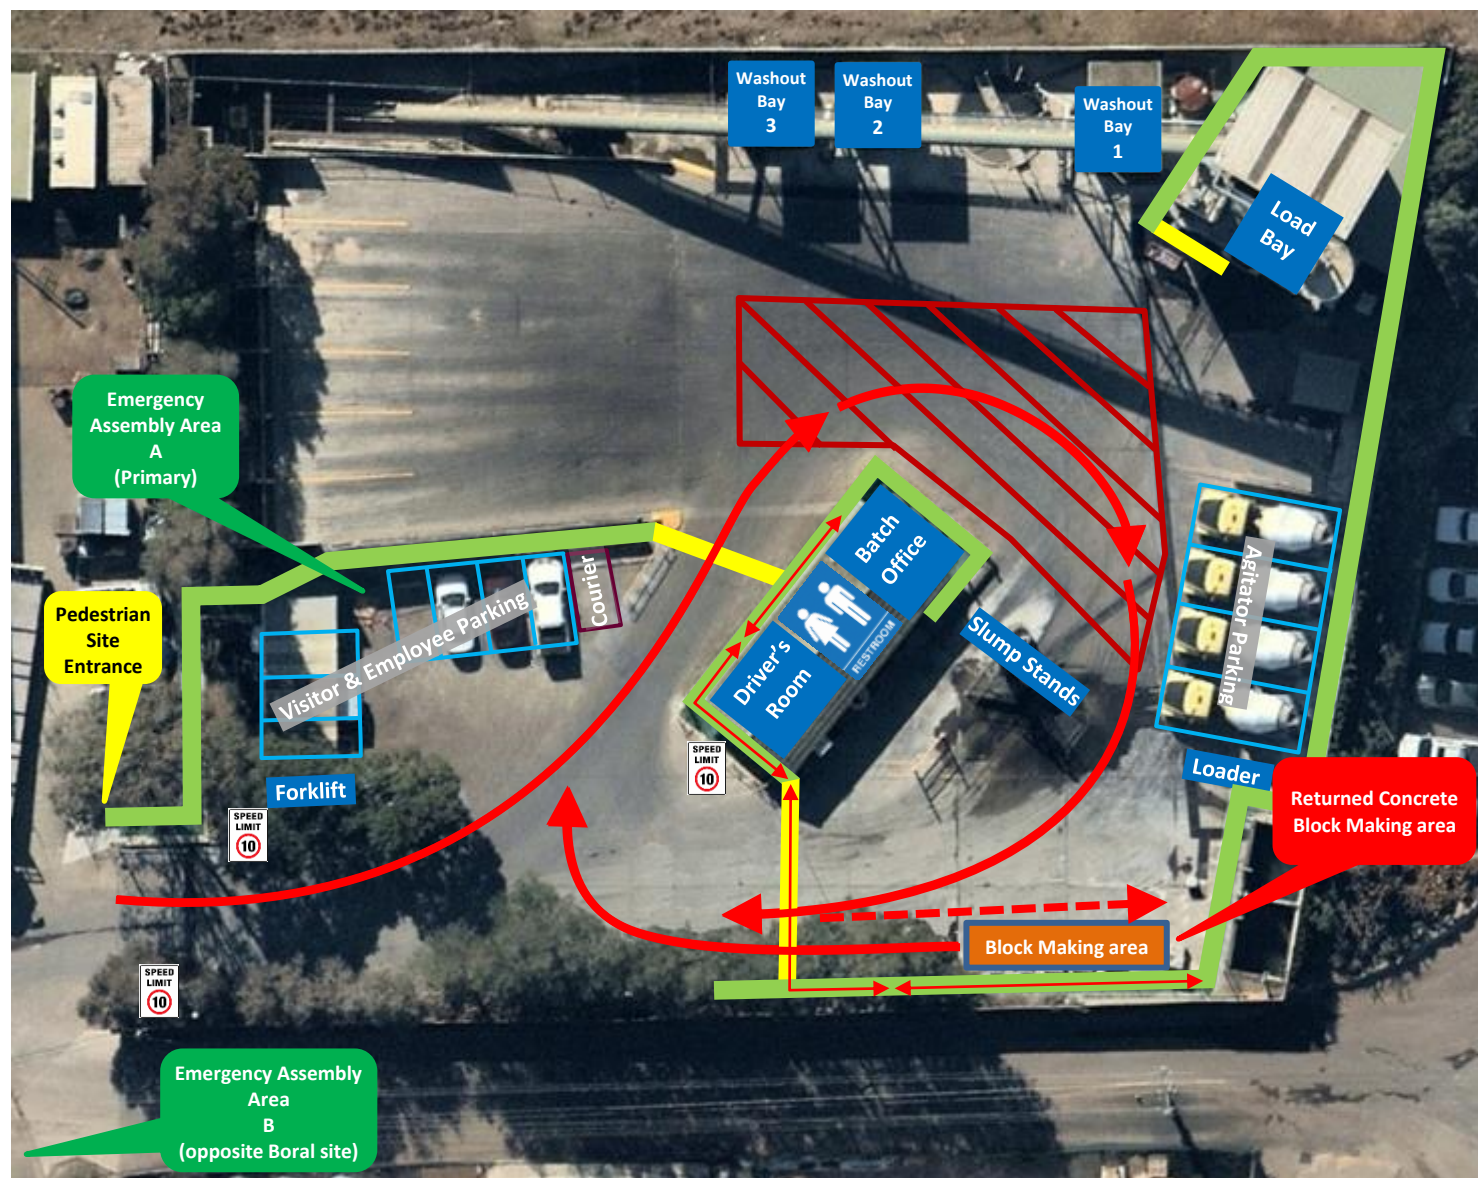 Washout
Bay
3
Washout
Bay
2
Washout
Bay
1
Load
Bay
Emergency
Assembly Area
A
(Primary)
Pedestrian
Site
Entrance
Visitor & Employee Parking
Courier
Batch
Office
RESTROOM
Driver's
Room
Slump Stands
Agitator Parking
Loader
Forklift
SPEED
LIMIT
10
SPEED
LIMIT
10
SPEED
LIMIT
10
Returned Concrete
Block Making area
Block Making area
Emergency Assembly
Area
B
(opposite Boral site)